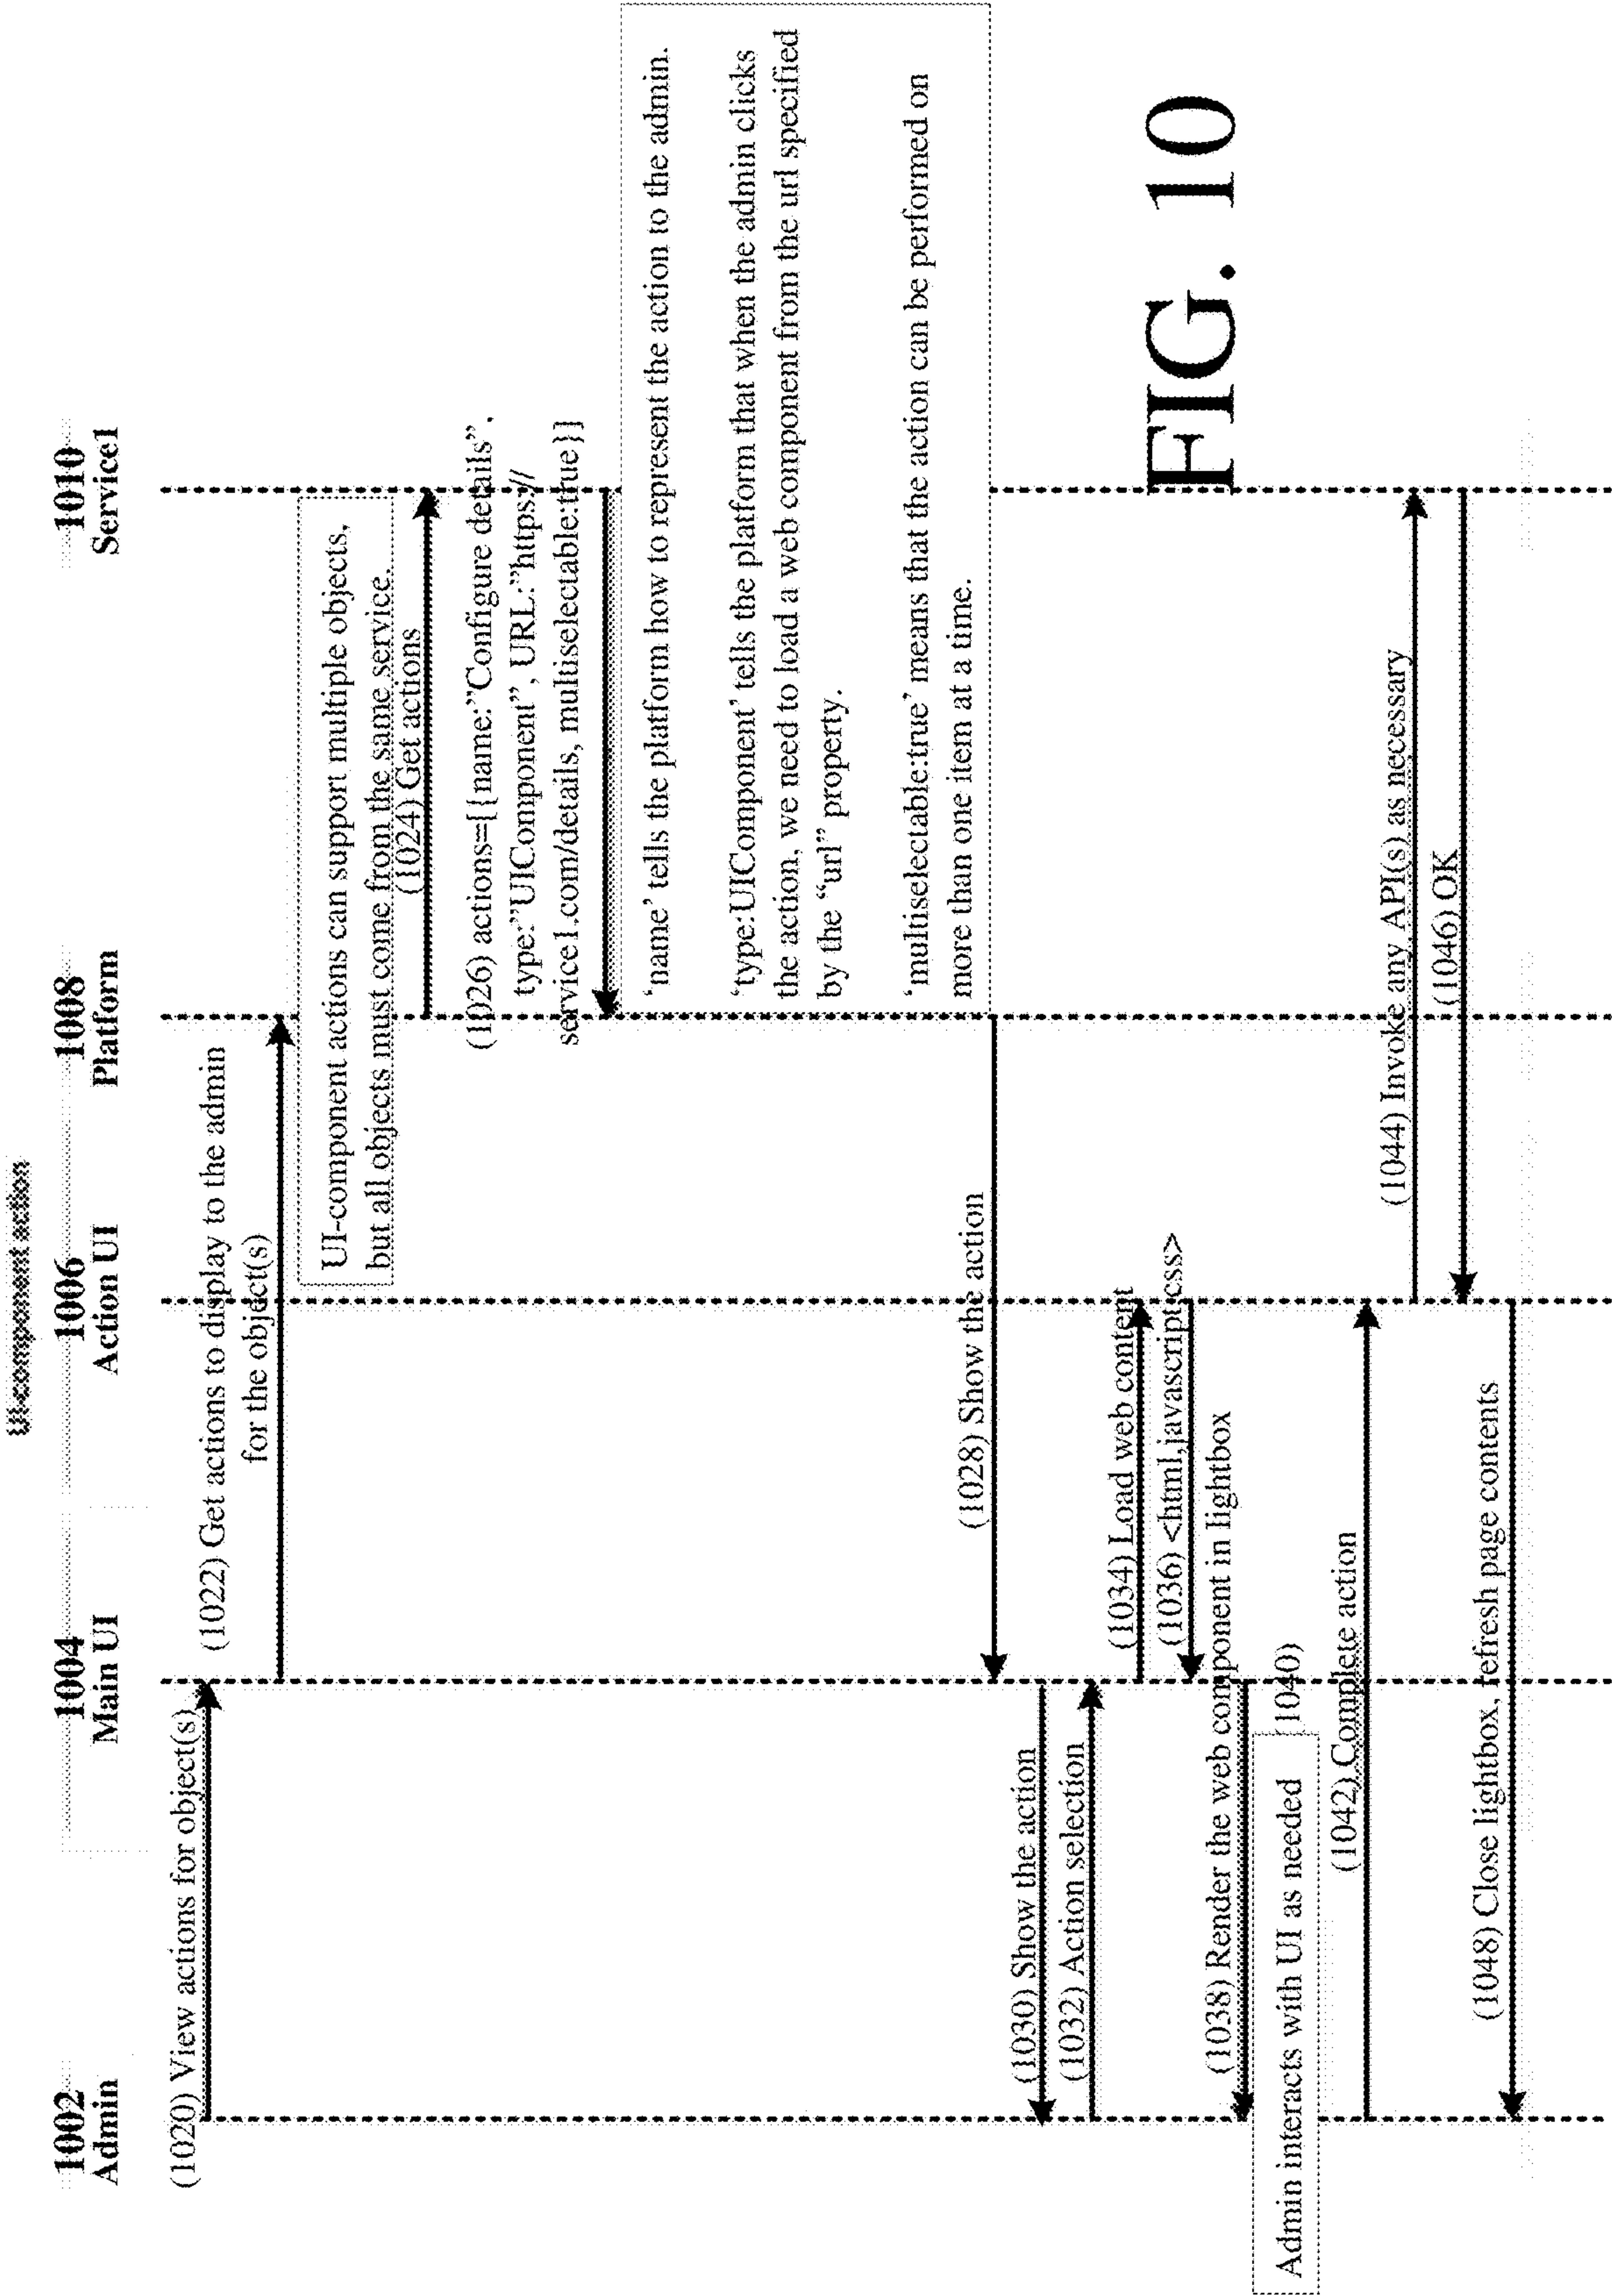 UI-component action
1002
Admin
1004
Main UI
1006
Action UI
1008
Platform
1010
Service1
(1020) View actions for object(s)
(1022) Get actions to display to the admin
for the object(s)
UI-component actions can support multiple objects,
but all objects must come from the same service.
(1024) Get actions
(1026) actions=[{name:"Configure details",
type:"UIComponent", URL:"https://
service1.com/details, multiselectable:true}]
'name' tells the platform how to represent the action to the admin.
'type:UIComponent' tells the platform that when the admin clicks
the action, we need to load a web component from the url specified
by the "url" property.
'multiselectable:true' means that the action can be performed on
more than one item at a time.
(1028) Show the action
(1030) Show the action
(1032) Action selection
(1034) Load web content
(1036) <html,javascriptcss>
(1038) Render the web component in lightbox
Admin interacts with UI as needed (1040)
(1042) Complete action
(1044) Invoke any API(s) as necessary
(1046) OK
(1048) Close lightbox, refresh page contents
FIG. 10